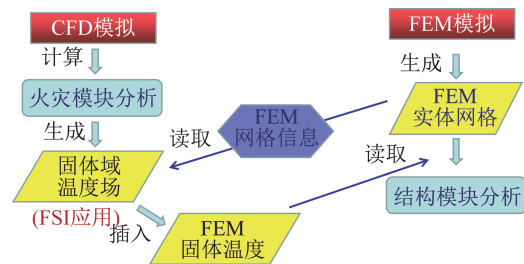 CFD模拟
FEM模拟
计算
生成
火灾模块分析
FEM
网格信息
FEM
实体网格
生成
读取
读取
固体域
温度场
结构模块分析
(FSI应用)
插入
FEM
固体温度